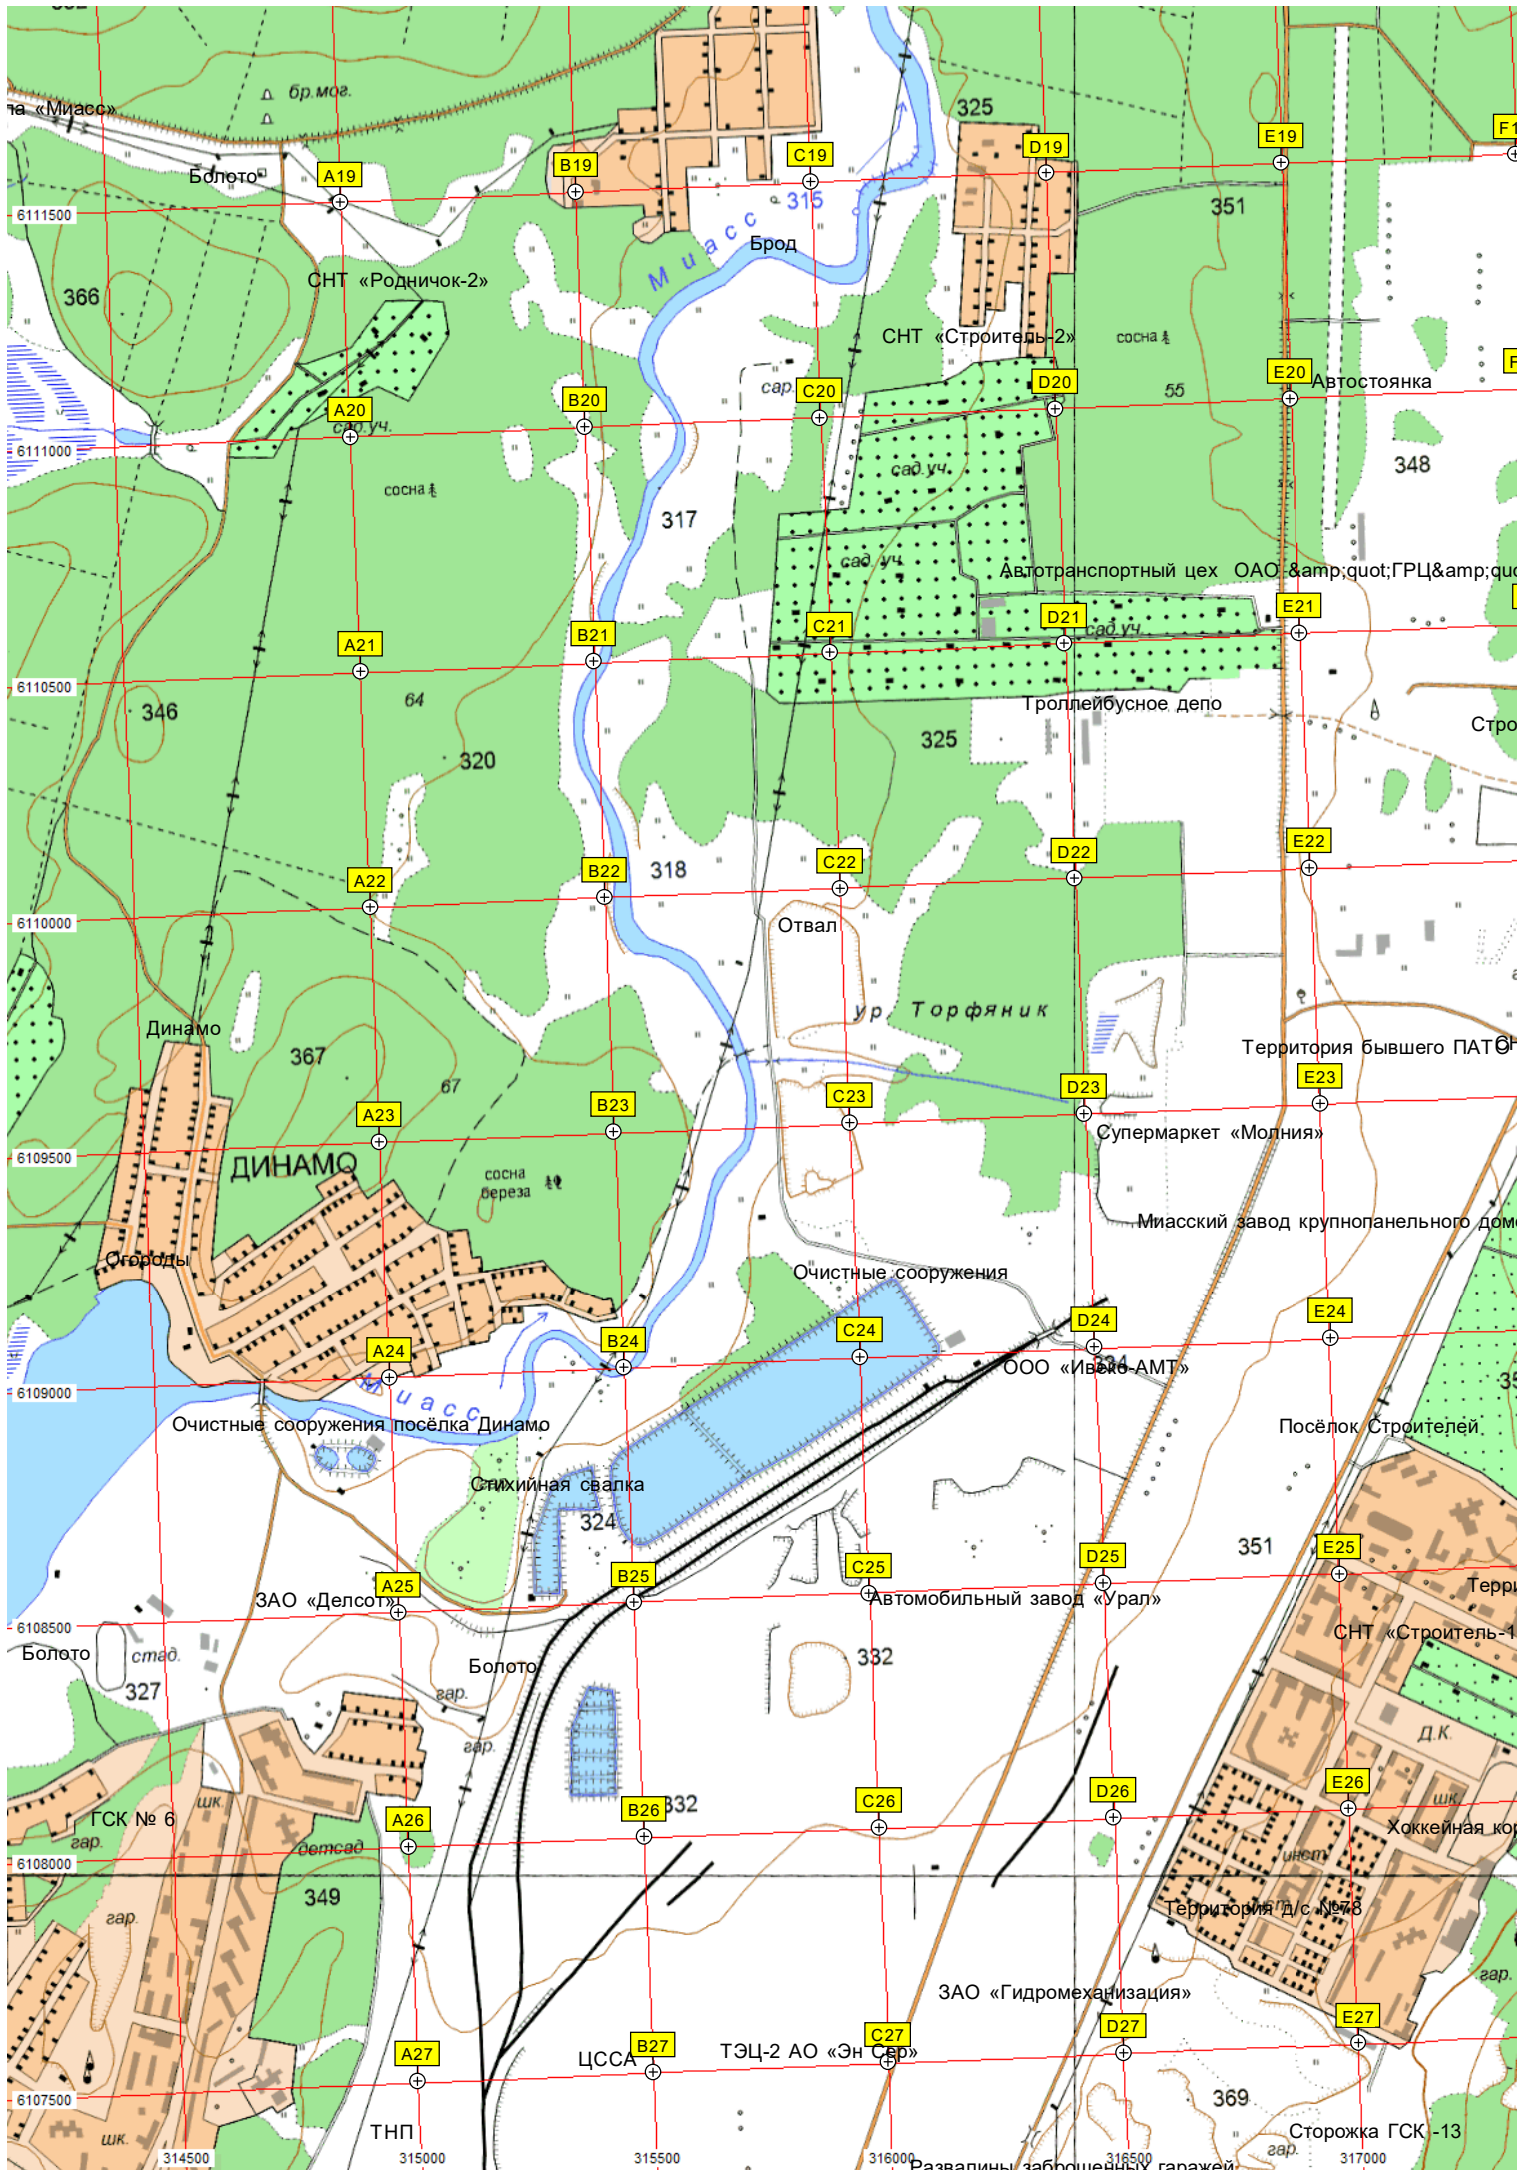 бр.мог.
325
F1
E19
D19
C19
B19
A19
Болото
351
6111500
М и а с с
315
Брод
СНТ «Родничок-2»
366
СНТ «Строитель-2»
сосна
сар.
C20
D20
E20
Автостоянка
55
B20
A20
сад.уч.
6111000
348
сад.уч.
сосна
317
сад. уч.
Автотранспортный цех ОАО &amp;quot;ГРЦ&amp;quo
E21
D21
сад.уч.
C21
B21
A21
6110500
64
346
Троллейбусное депо
Стро
325
320
E22
D22
C22
318
B22
A22
6110000
Отвал
ур. Торфяник
Динамо
367
Территория бывшего ПАТО
67
E23
D23
C23
B23
A23
Супермаркет «Молния»
6109500
ДИНАМО
сосна
береза
Миасский завод крупнопанельного дом
Огороды
Очистные сооружения
E24
D24
C24
B24
A24
ООО «Ивеко-АМТ»
334
6109000
М и а с с
Очистные сооружения посёлка Динамо
Посёлок Строителей
Стихийная свалка
324
351
E25
D25
C25
B25
A25
ЗАО «Делсот»
Автомобильный завод «Урал»
Терри
6108500
СНТ «Строитель-1
Болото
стад.
332
Болото
327
гар.
Д.К.
гар.
E26
D26
C26
B26
332
A26
шк.
шк.
ГСК № 6
гар.
детсад
Хоккейная кор
инст.
6108000
349
гар.
Территория д/с №78
гар.
ЗАО «Гидромеханизация»
E27
D27
C27
B27
A27
ЦССА
ТЭЦ-2 АО «Эн Сер»
6107500
369
ТНП
шк.
Сторожка ГСК -13
гар.
314500
315000
315500
316000
316500
317000
Развалины заброшенных гаражей